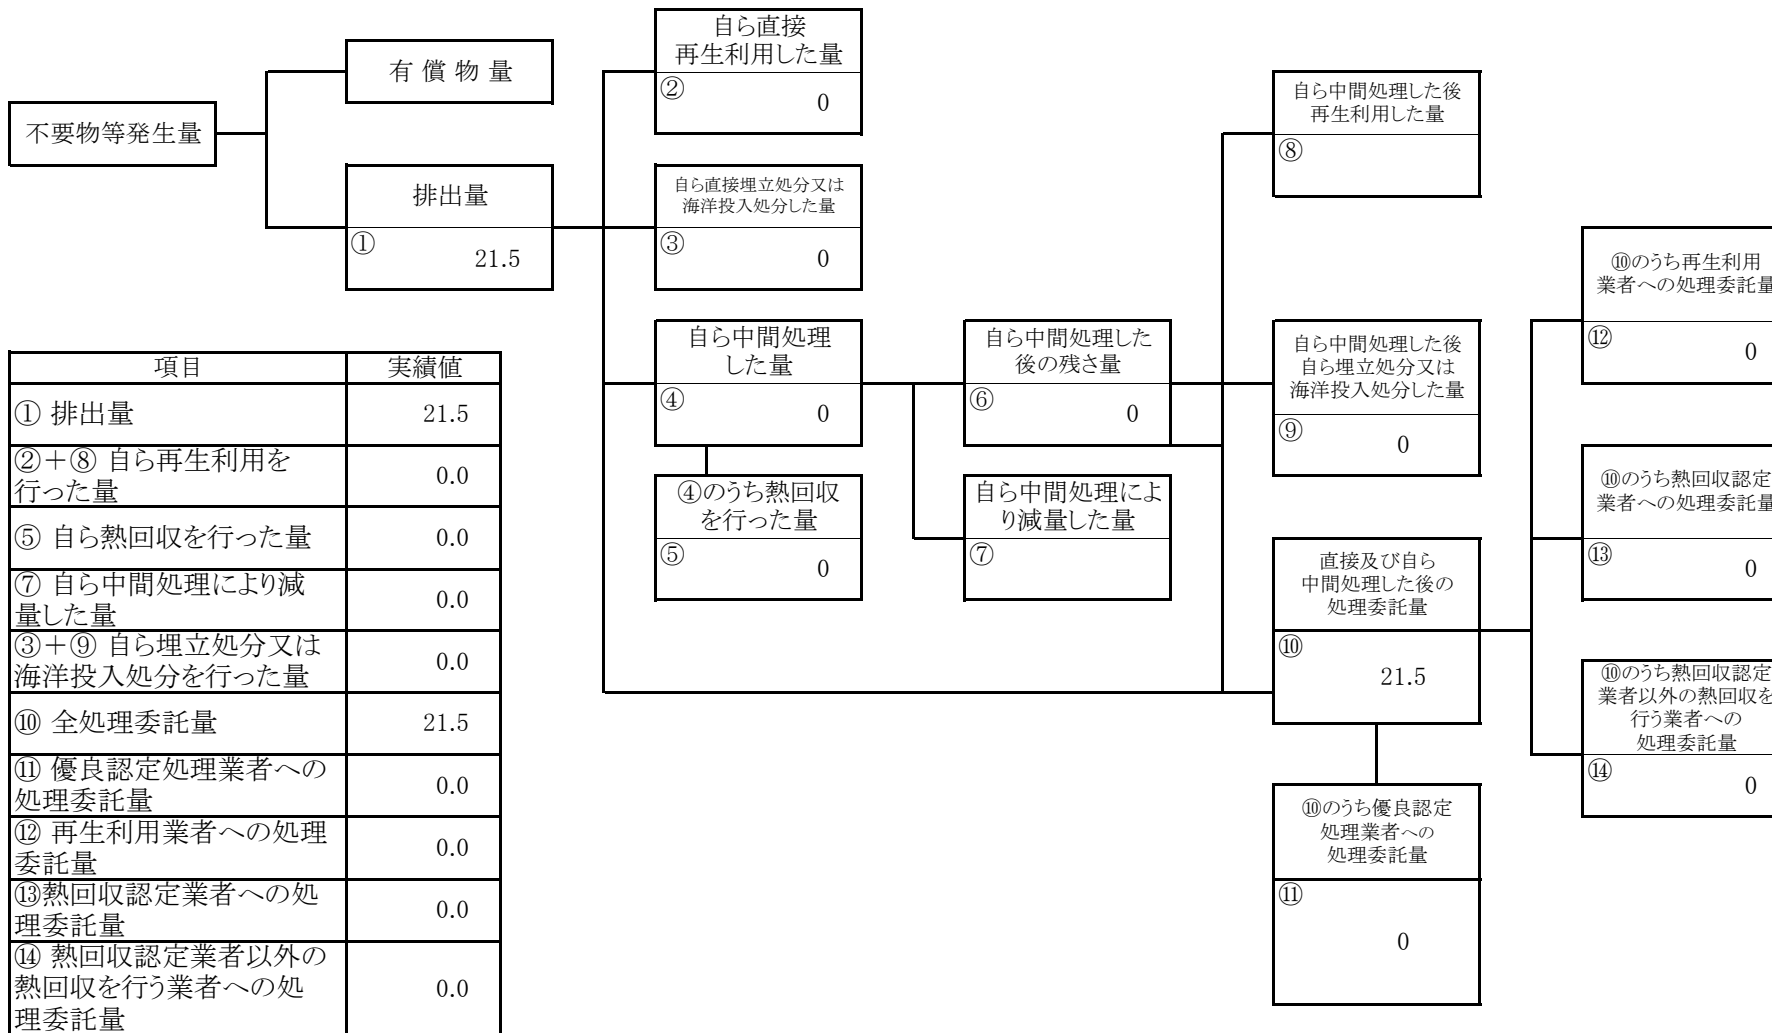 不要物等発生量
有償物量
排出量
①
21.5
自ら直接
再生利用した量
②
0
自ら直接埋立処分又は
海洋投入処分した量
③
0
自ら中間処理
した量
④
0
④のうち熱回収
を行った量
⑤
0
自ら中間処理した
後の残さ量
⑥
0
自ら中間処理によ
り減量した量
⑦
自ら中間処理した後
再生利用した量
⑧
自ら中間処理した後
自ら埋立処分又は
海洋投入処分した量
⑨
0
直接及び自ら
中間処理した後の
処理委託量
⑩
21.5
⑩のうち優良認定
処理業者への
処理委託量
⑪
0
⑩のうち再生利用
業者への処理委託量
⑫
0
⑩のうち熱回収認定
業者への処理委託量
⑬
0
⑩のうち熱回収認定
業者以外の熱回収を
行う業者への
処理委託量
⑭
0
項目 実績値
① 排出量 21.5
②＋⑧ 自ら再生利用を
行った量 0.0
⑤ 自ら熱回収を行った量 0.0
⑦ 自ら中間処理により減
量した量 0.0
③＋⑨ 自ら埋立処分又は
海洋投入処分を行った量 0.0
⑩ 全処理委託量 21.5
⑪ 優良認定処理業者への
処理委託量 0.0
⑫ 再生利用業者への処理
委託量 0.0
⑬熱回収認定業者への処
理委託量 0.0
⑭ 熱回収認定業者以外の
熱回収を行う業者への処
理委託量 0.0